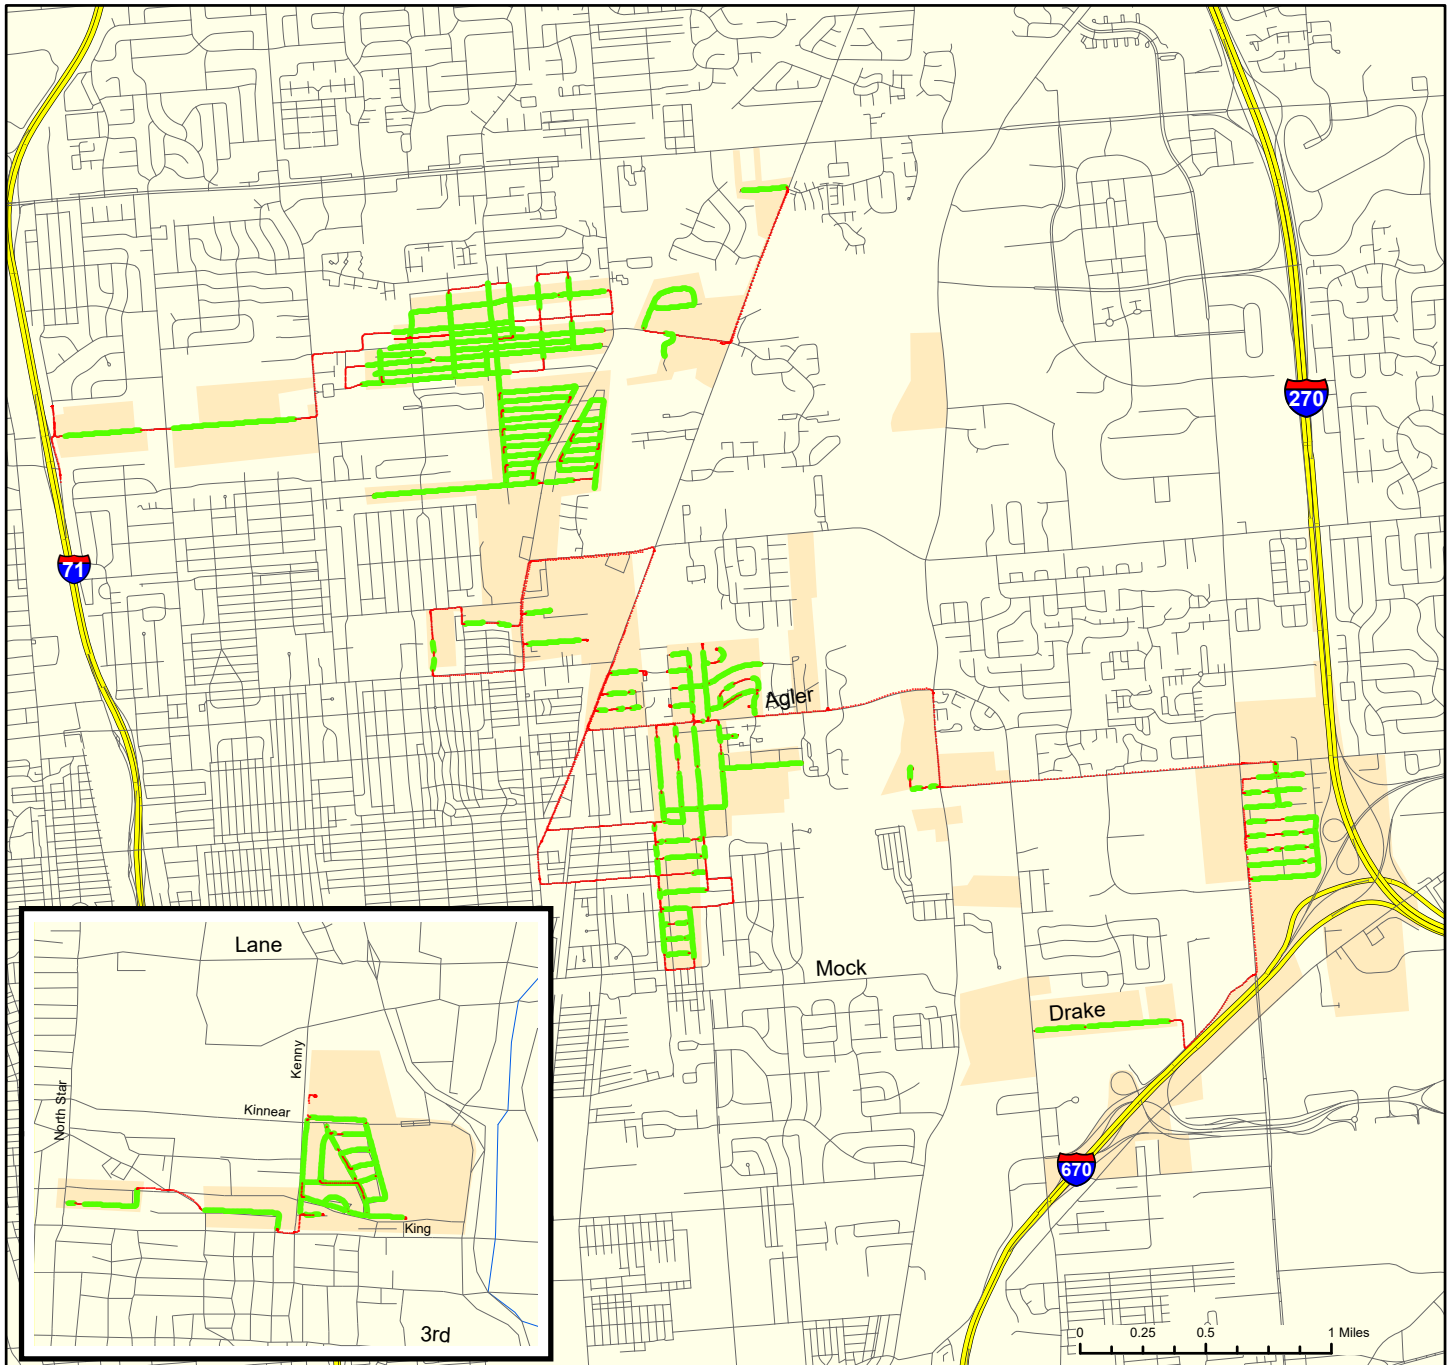 270
71
Agler
Lane
Mock
Drake
Kenny
North Star
Kinnear
670
King
3rd
0 0.25 0.5 1 Miles